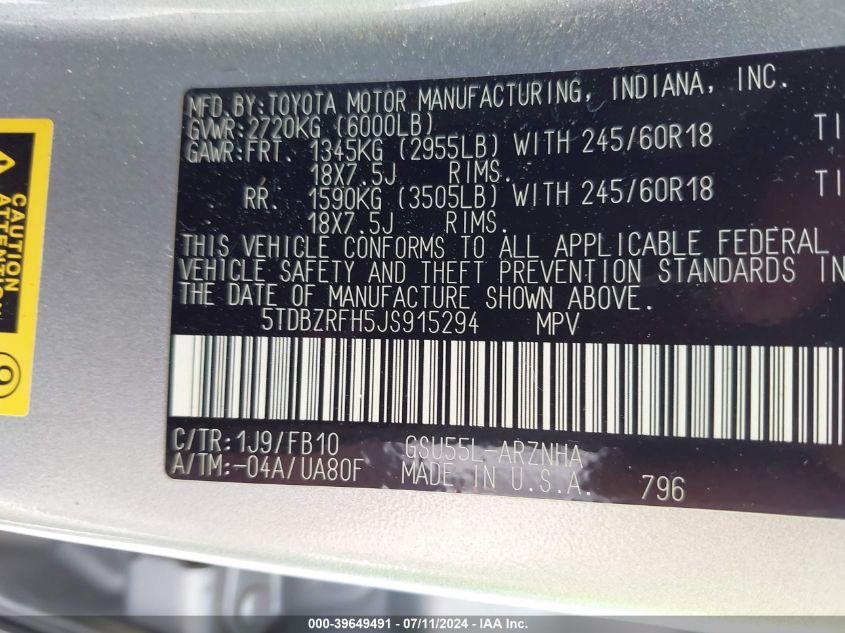 MFD.BY:TOYOTA MOTOR MANUFACTURING, INDIANA, INC.
GVWR:2720KG (6000LB)
GAWR:FRT. 1345KG (2955LB) WITH 245/60R18 TI
18X7.5J RIMS.
RR. 1590KG (3505LB) WITH 245/60R18 TI
18X7.5J RIMS.
THIS VEHICLE CONFORMS TO ALL APPLICABLE FEDERAL
VEHICLE SAFETY AND THEFT PREVENTION STANDARDS IN
THE DATE OF MANUFACTURE SHOWN ABOVE.
5TDBZRFH5JS915294 MPV
C/TR:1J9/FB10 GSU55L-ARZNHA
A/TM:-04A/UA80F MADE IN U.S.A. 796
CAUTION
ATTENTION
000-39649491 - 07/11/2024 - IAA Inc.